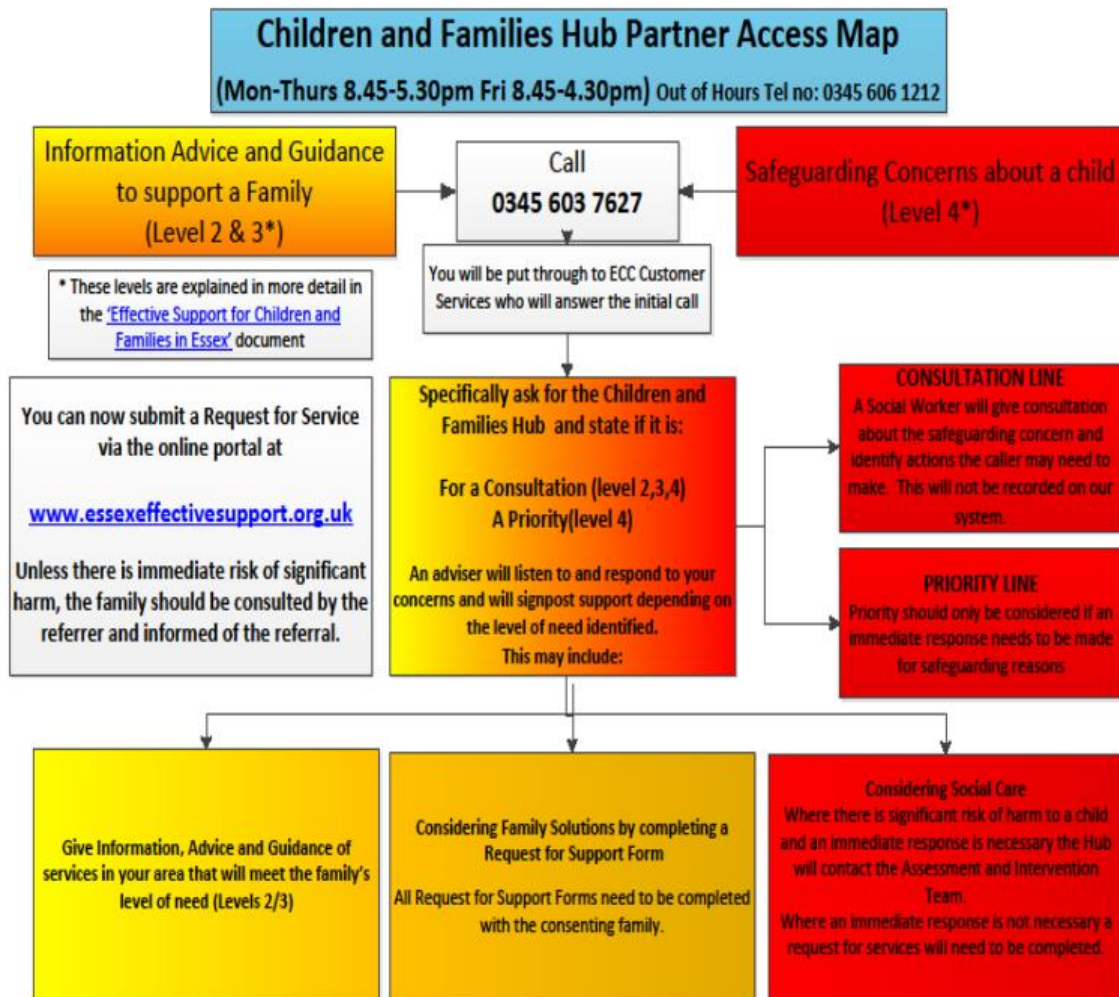 Children and Families Hub Partner Access Map
(Mon-Thurs 8.45-5.30pm Fri 8.45-4.30pm) Out of Hours Tel no: 0345 606 1212
Information Advice and Guidance
to support a Family
(Level 2 & 3*)
Call
0345 603 7627
Safeguarding Concerns about a child
(Level 4*)
* These levels are explained in more detail in
the 'Effective Support for Children and
Families in Essex' document
You will be put through to ECC Customer
Services who will answer the initial call
You can now submit a Request for Service
via the online portal at
www.essexeffectivesupport.org.uk
Unless there is immediate risk of significant
harm, the family should be consulted by the
referrer and informed of the referral.
Specifically ask for the Children and
Families Hub and state if it is:
For a Consultation (level 2,3,4)
A Priority(level 4)
An adviser will listen to and respond to your
concerns and will signpost support depending on
the level of need identified.
This may include:
CONSULTATION LINE
A Social Worker will give consultation
about the safeguarding concern and
identify actions the caller may need to
make. This will not be recorded on our
system.
PRIORITY LINE
Priority should only be considered if an
immediate response needs to be made
for safeguarding reasons
Give Information, Advice and Guidance of
services in your area that will meet the family's
level of need (Levels 2/3)
Considering Family Solutions by completing a
Request for Support Form
All Request for Support Forms need to be completed
with the consenting family.
Considering Social Care
Where there is significant risk of harm to a child
and an immediate response is necessary the Hub
will contact the Assessment and Intervention
Team.
Where an immediate response is not necessary a
request for services will need to be completed.